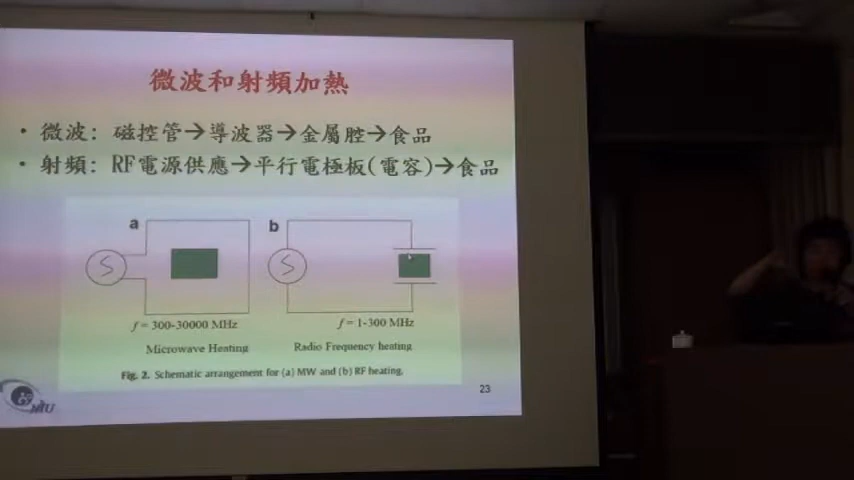 微波和射頻加熱
• 微波: 磁控管→導波器→金屬腔→食品
• 射頻: RF電源供應→平行電極板(電容)→食品
a
b
f = 300-30000 MHz
f = 1-300 MHz
Microwave Heating
Radio Frequency heating
Fig. 2. Schematic arrangement for (a) MW and (b) RF heating.
23